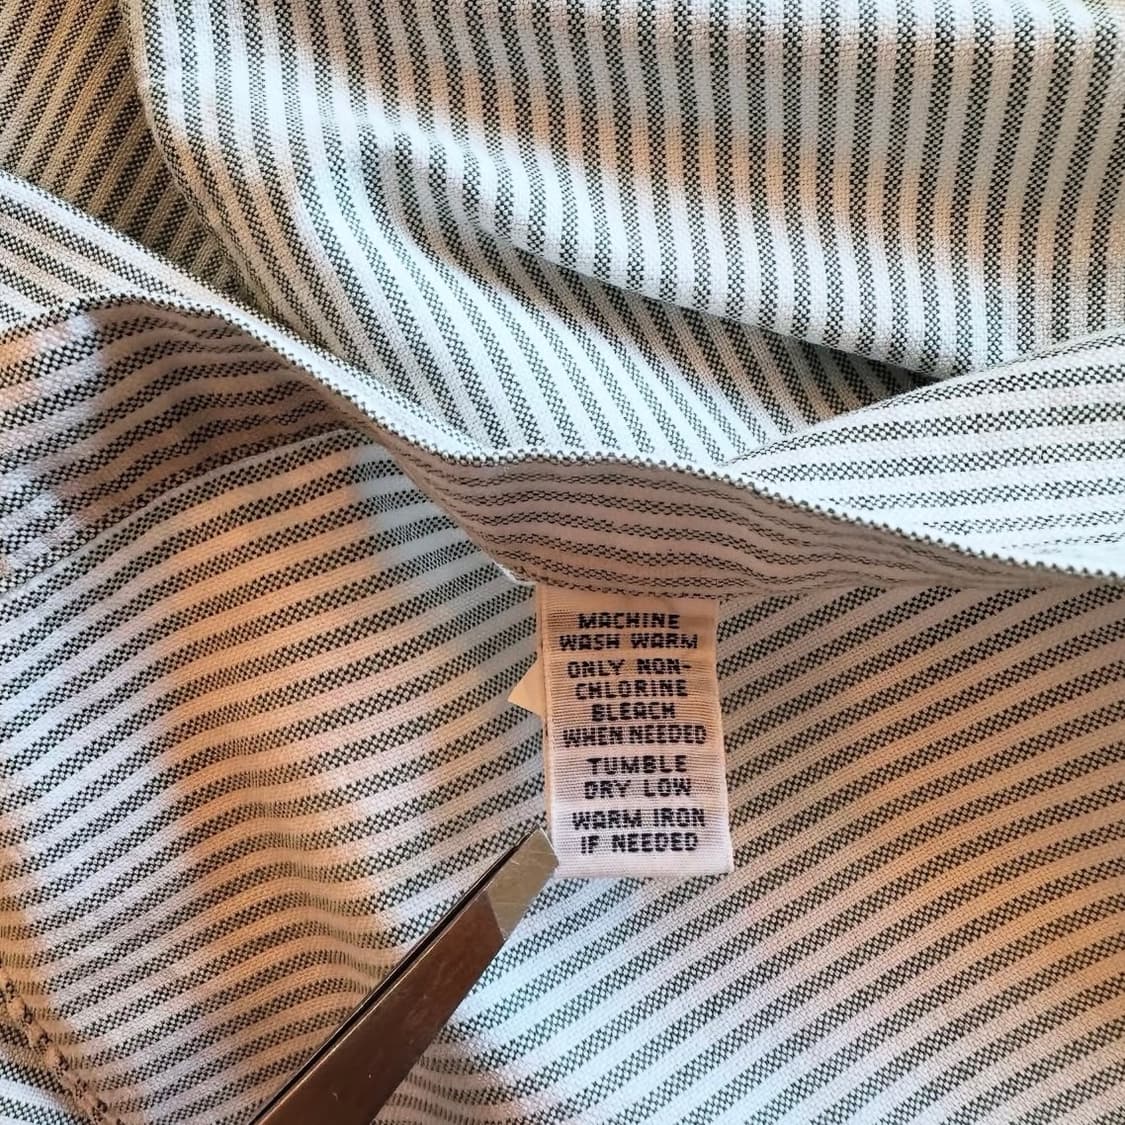 MACHINE
WASH WARM
ONLY NON-
CHLORINE
BLEACH
WHEN NEEDED
TUMBLE
DRY LOW
WARM IRON
IF NEEDED